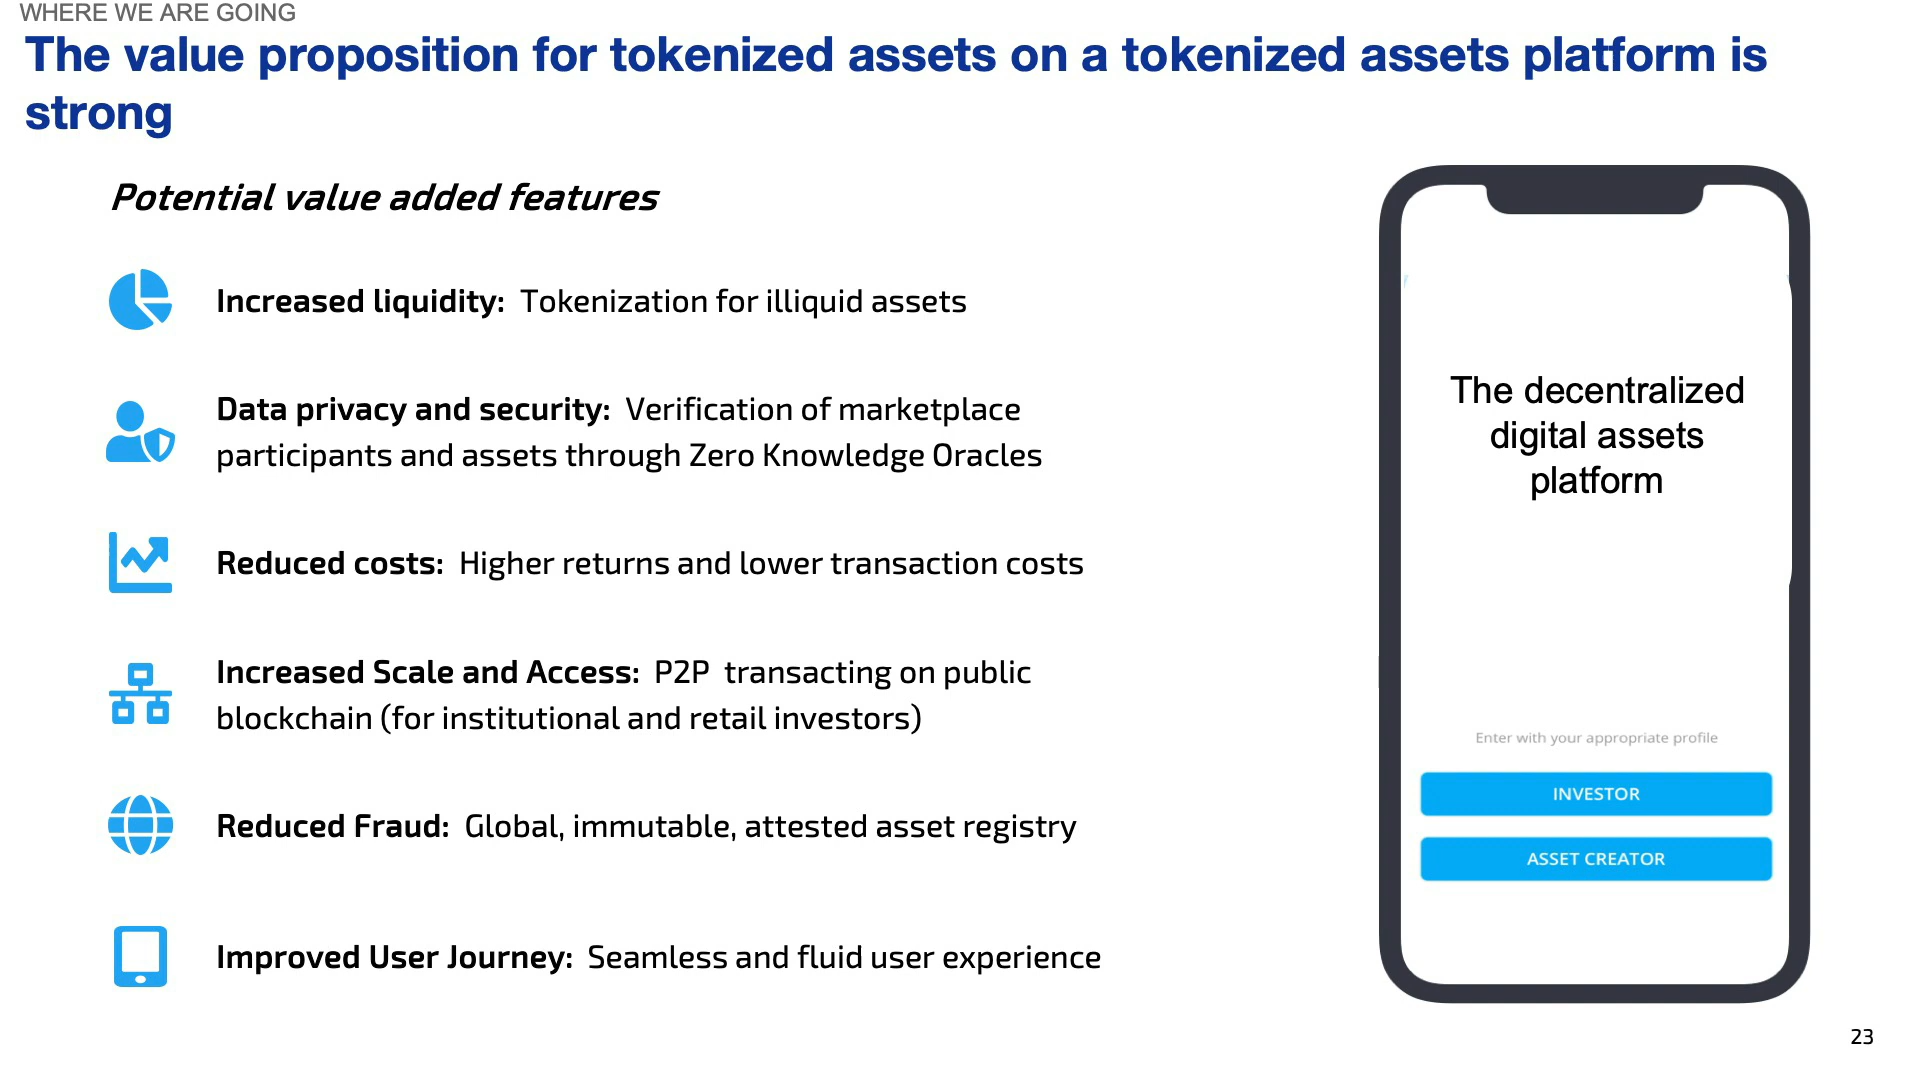 WHERE WE ARE GOING
The value proposition for tokenized assets on a tokenized assets platform is
strong
Potential value added features
Increased liquidity: Tokenization for illiquid assets
Data privacy and security: Verification of marketplace
participants and assets through Zero Knowledge Oracles
Reduced costs: Higher returns and lower transaction costs
Increased Scale and Access: P2P transacting on public
blockchain (for institutional and retail investors)
Reduced Fraud: Global, immutable, attested asset registry
Improved User Journey: Seamless and fluid user experience
The decentralized
digital assets
platform
Enter with your appropriate profile
INVESTOR
ASSET CREATOR
23